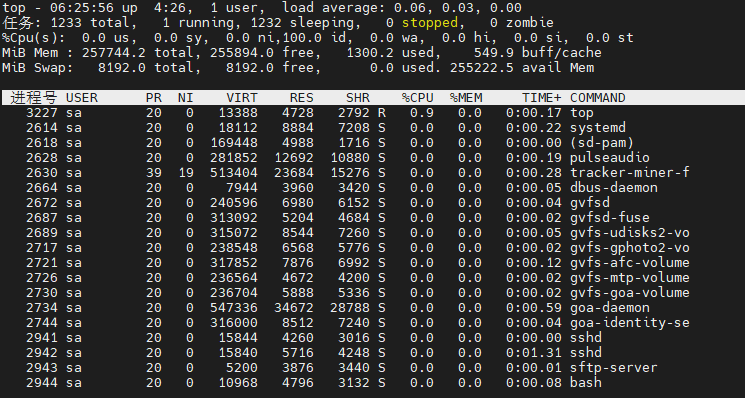 top - 06:25:56 up  4:26,  1 user,  load average: 0.06, 0.03, 0.00
任务: 1233 total,   1 running, 1232 sleeping,   0 stopped,   0 zombie
%Cpu(s):  0.0 us,  0.0 sy,  0.0 ni,100.0 id,  0.0 wa,  0.0 hi,  0.0 si,  0.0 st
MiB Mem : 257744.2 total, 255894.0 free,   1300.2 used,    549.9 buff/cache
MiB Swap:   8192.0 total,   8192.0 free,      0.0 used. 255222.5 avail Mem
进程号 USER      PR  NI    VIRT    RES    SHR   %CPU  %MEM     TIME+ COMMAND
3227 sa        20   0   13388   4728   2792 R   0.9   0.0   0:00.17 top
2614 sa        20   0   18112   8884   7208 S   0.0   0.0   0:00.22 systemd
2618 sa        20   0  169448   4988   1716 S   0.0   0.0   0:00.00 (sd-pam)
2628 sa        20   0  281852  12692  10880 S   0.0   0.0   0:00.19 pulseaudio
2630 sa        39  19  513404  23684  15276 S   0.0   0.0   0:00.28 tracker-miner-f
2664 sa        20   0    7944   3960   3420 S   0.0   0.0   0:00.05 dbus-daemon
2672 sa        20   0  240596   6980   6152 S   0.0   0.0   0:00.04 gvfsd
2687 sa        20   0  313092   5204   4684 S   0.0   0.0   0:00.02 gvfsd-fuse
2689 sa        20   0  315072   8544   7260 S   0.0   0.0   0:00.05 gvfs-udisks2-vo
2717 sa        20   0  238548   6568   5776 S   0.0   0.0   0:00.02 gvfs-gphoto2-vo
2721 sa        20   0  317852   7876   6992 S   0.0   0.0   0:00.12 gvfs-afc-volume
2726 sa        20   0  236564   4672   4200 S   0.0   0.0   0:00.02 gvfs-mtp-volume
2730 sa        20   0  236704   5888   5336 S   0.0   0.0   0:00.02 gvfs-goa-volume
2734 sa        20   0  547336  34672  28788 S   0.0   0.0   0:00.59 goa-daemon
2744 sa        20   0  316000   8512   7240 S   0.0   0.0   0:00.04 goa-identity-se
2941 sa        20   0   15844   4260   3016 S   0.0   0.0   0:00.00 sshd
2942 sa        20   0   15840   5716   4248 S   0.0   0.0   0:01.31 sshd
2943 sa        20   0    5200   3876   3440 S   0.0   0.0   0:00.01 sftp-server
2944 sa        20   0   10968   4796   3132 S   0.0   0.0   0:00.08 bash